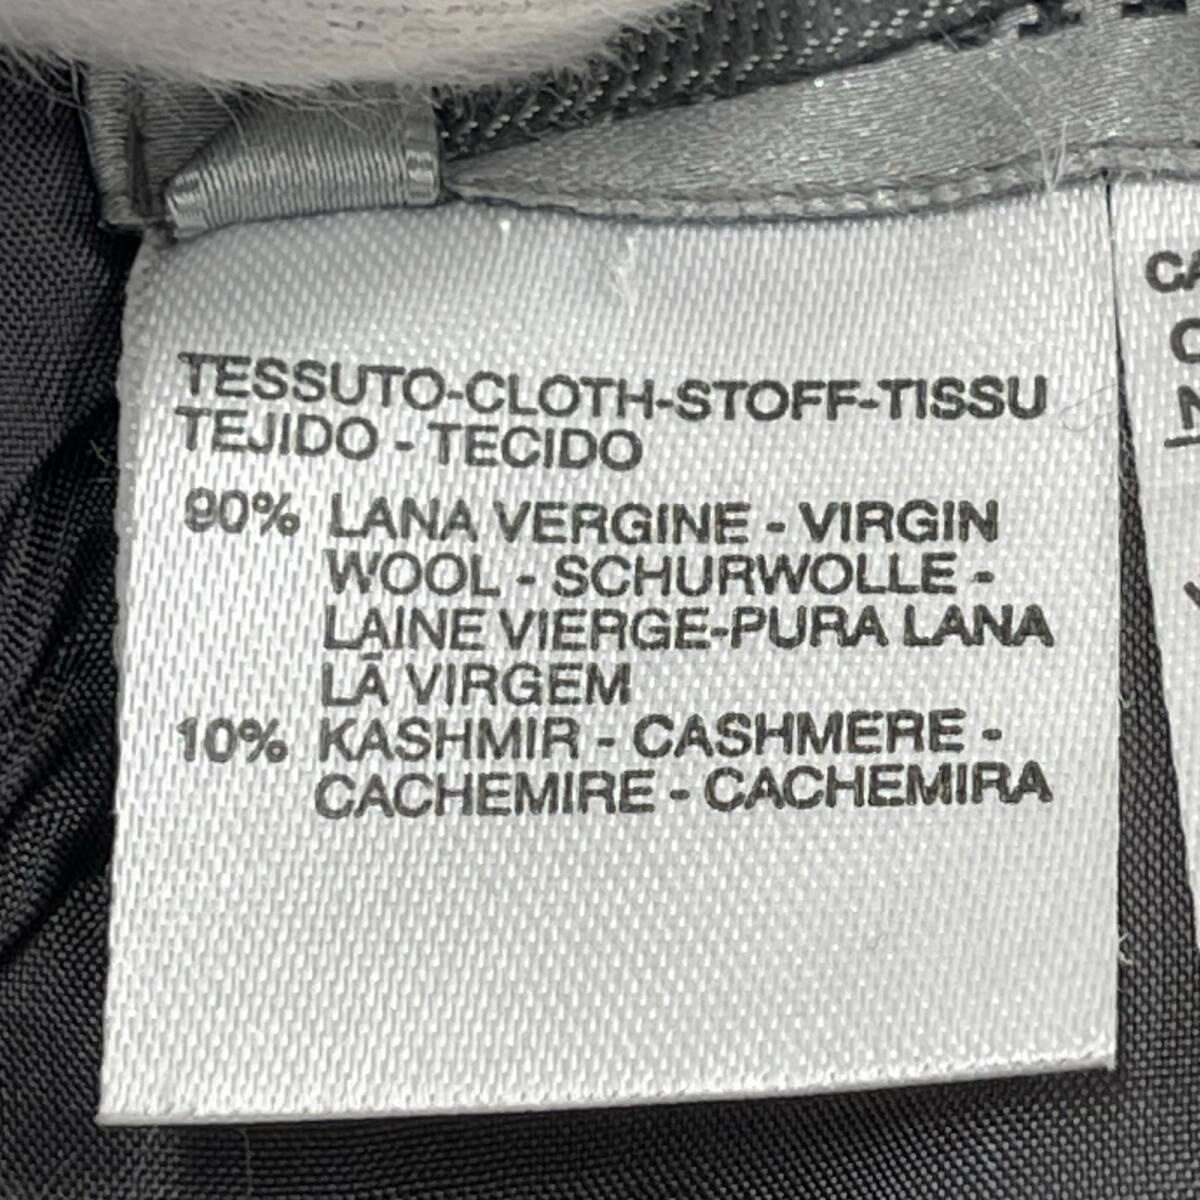 TESSUTO-CLOTH-STOFF-TISSU
TEJIDO - TECIDO
90% LANA VERGINE - VIRGIN
WOOL - SCHURWOLLE -
LAINE VIERGE-PURA LANA
LÃ VIRGEM
10% KASHMIR - CASHMERE -
CACHEMIRE - CACHEMIRA